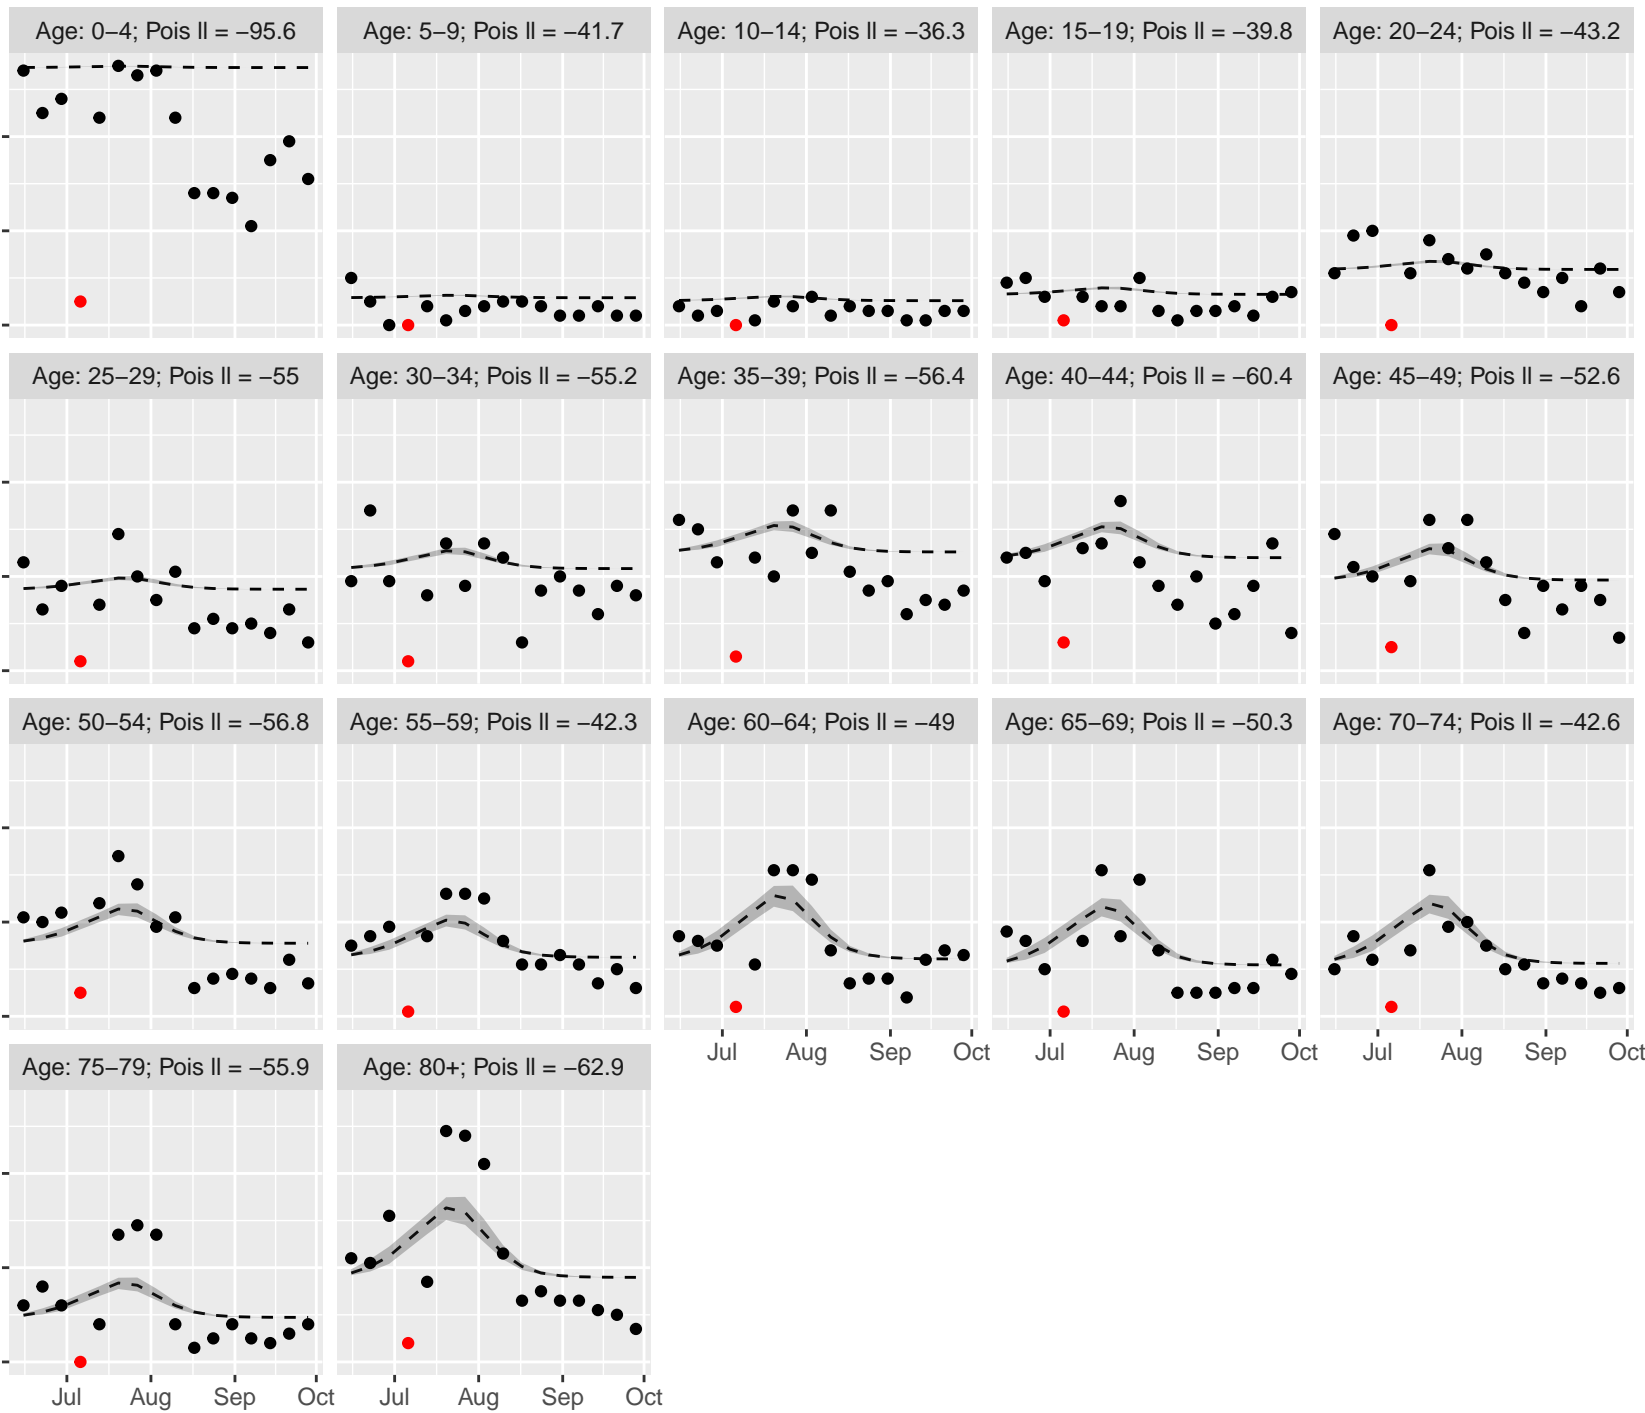 Age: 0−4; Pois ll = −95.6
Age: 5−9; Pois ll = −41.7
Age: 10−14; Pois ll = −36.3
Age: 15−19; Pois ll = −39.8
Age: 20−24; Pois ll = −43.2
Age: 25−29; Pois ll = −55
Age: 30−34; Pois ll = −55.2
Age: 35−39; Pois ll = −56.4
Age: 40−44; Pois ll = −60.4
Age: 45−49; Pois ll = −52.6
Age: 50−54; Pois ll = −56.8
Age: 55−59; Pois ll = −42.3
Age: 60−64; Pois ll = −49
Age: 65−69; Pois ll = −50.3
Age: 70−74; Pois ll = −42.6
Jul Aug Sep Oct
Jul Aug Sep Oct
Jul Aug Sep Oct
Age: 75−79; Pois ll = −55.9
Age: 80+; Pois ll = −62.9
Jul Aug Sep Oct
Jul Aug Sep Oct